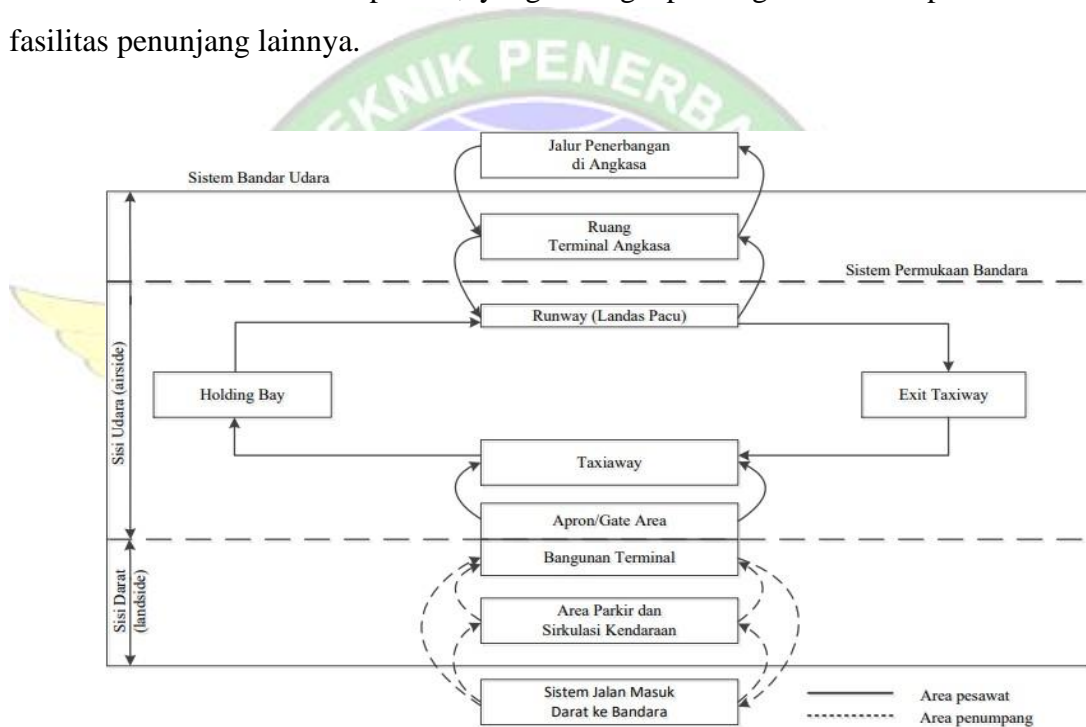 fasilitas penunjang lainnya.
Jalur Penerbangan
di Angkasa
Sistem Bandar Udara
Ruang
Terminal Angkasa
Sistem Permukaan Bandara
Runway (Landas Pacu)
Holding Bay
Exit Taxiway
Sisi Udara (airside)
Taxiaway
Apron/Gate Area
Bangunan Terminal
Sisi Darat
(landside)
Area Parkir dan
Sirkulasi Kendaraan
Sistem Jalan Masuk
Darat ke Bandara
Area pesawat
Area penumpang